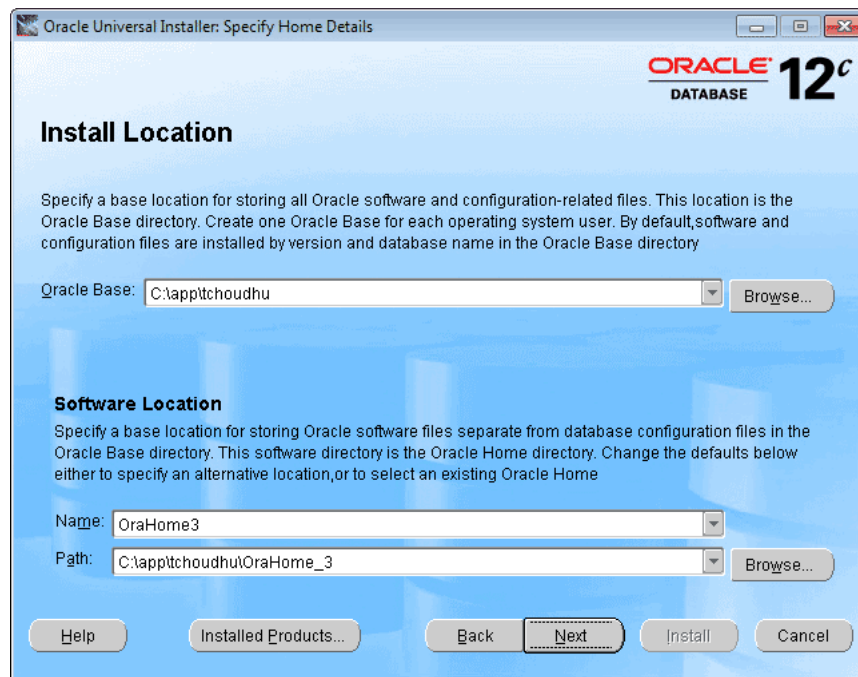 Oracle Universal Installer: Specify Home Details
ORACLE
DATABASE
12c
Install Location
Specify a base location for storing all Oracle software and configuration-related files. This location is the
Oracle Base directory. Create one Oracle Base for each operating system user. By default,software and
configuration files are installed by version and database name in the Oracle Base directory
Oracle Base: C:\app\tchoudhu Browse...
Software Location
Specify a base location for storing Oracle software files separate from database configuration files in the
Oracle Base directory. This software directory is the Oracle Home directory. Change the defaults below
either to specify an alternative location,or to select an existing Oracle Home
Name: OraHome3
Path: C:\app\tchoudhu\OraHome_3 Browse...
Help Installed Products... Back Next Install Cancel